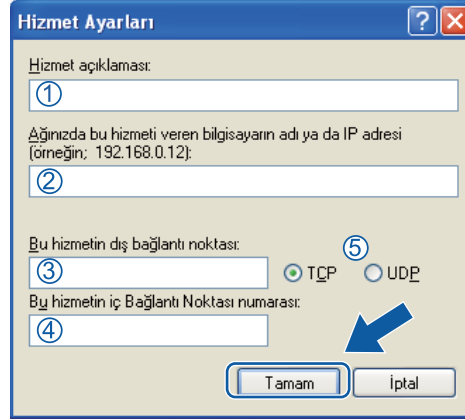 Hizmet Ayarları
Hizmet açıklaması:
①
Ağınızda bu hizmeti veren bilgisayarın adı ya da IP adresi
(örneğin; 192.168.0.12):
②
Bu hizmetin dış bağlantı noktası:
③ TCP UDP ⑤
Bu hizmetin iç Bağlantı Noktası numarası:
④
Tamam İptal